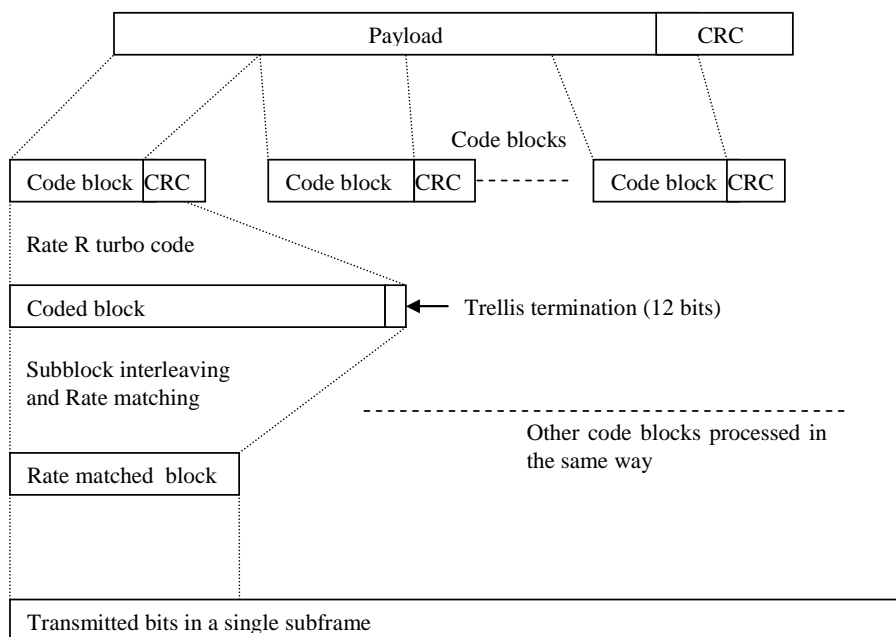 Payload
CRC
Code blocks
Code block
CRC
Code block
CRC
Code block
CRC
Rate R turbo code
Coded block
Trellis termination (12 bits)
Subblock interleaving
and Rate matching
Other code blocks processed in
the same way
Rate matched block
Transmitted bits in a single subframe